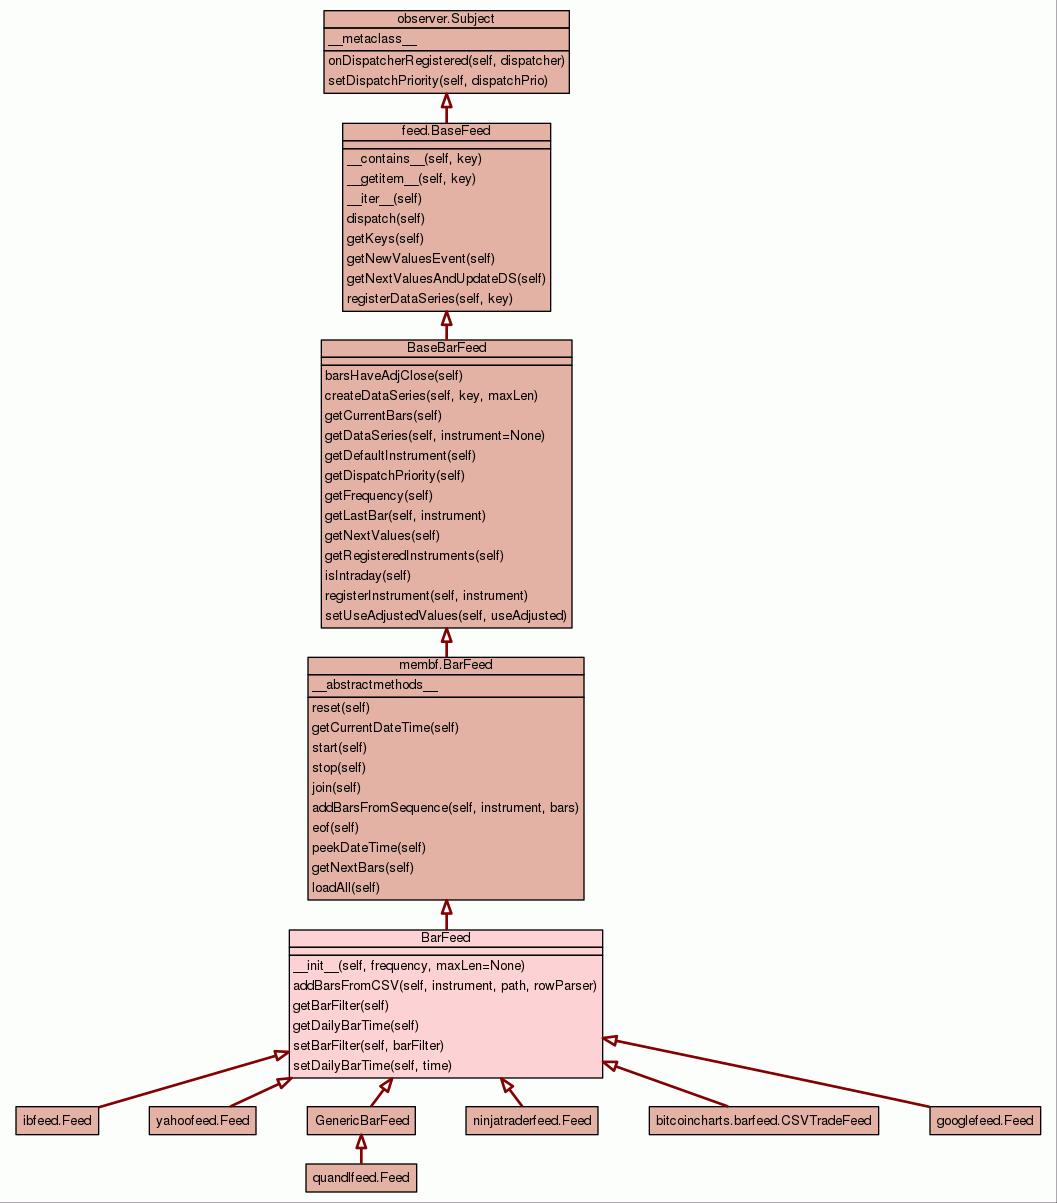 observer.Subject
__metaclass__
onDispatcherRegistered(self, dispatcher)
setDispatchPriority(self, dispatchPrio)
feed.BaseFeed
__contains__(self, key)
__getitem__(self, key)
__iter__(self)
dispatch(self)
getKeys(self)
getNewValuesEvent(self)
getNextValuesAndUpdateDS(self)
registerDataSeries(self, key)
BaseBarFeed
barsHaveAdjClose(self)
createDataSeries(self, key, maxLen)
getCurrentBars(self)
getDataSeries(self, instrument=None)
getDefaultInstrument(self)
getDispatchPriority(self)
getFrequency(self)
getLastBar(self, instrument)
getNextValues(self)
getRegisteredInstruments(self)
isIntraday(self)
registerInstrument(self, instrument)
setUseAdjustedValues(self, useAdjusted)
membf.BarFeed
__abstractmethods__
reset(self)
getCurrentDateTime(self)
start(self)
stop(self)
join(self)
addBarsFromSequence(self, instrument, bars)
eof(self)
peekDateTime(self)
getNextBars(self)
loadAll(self)
BarFeed
__init__(self, frequency, maxLen=None)
addBarsFromCSV(self, instrument, path, rowParser)
getBarFilter(self)
getDailyBarTime(self)
setBarFilter(self, barFilter)
setDailyBarTime(self, time)
ibfeed.Feed
yahoofeed.Feed
GenericBarFeed
ninjatraderfeed.Feed
bitcoincharts.barfeed.CSVTradeFeed
googlefeed.Feed
quandlfeed.Feed